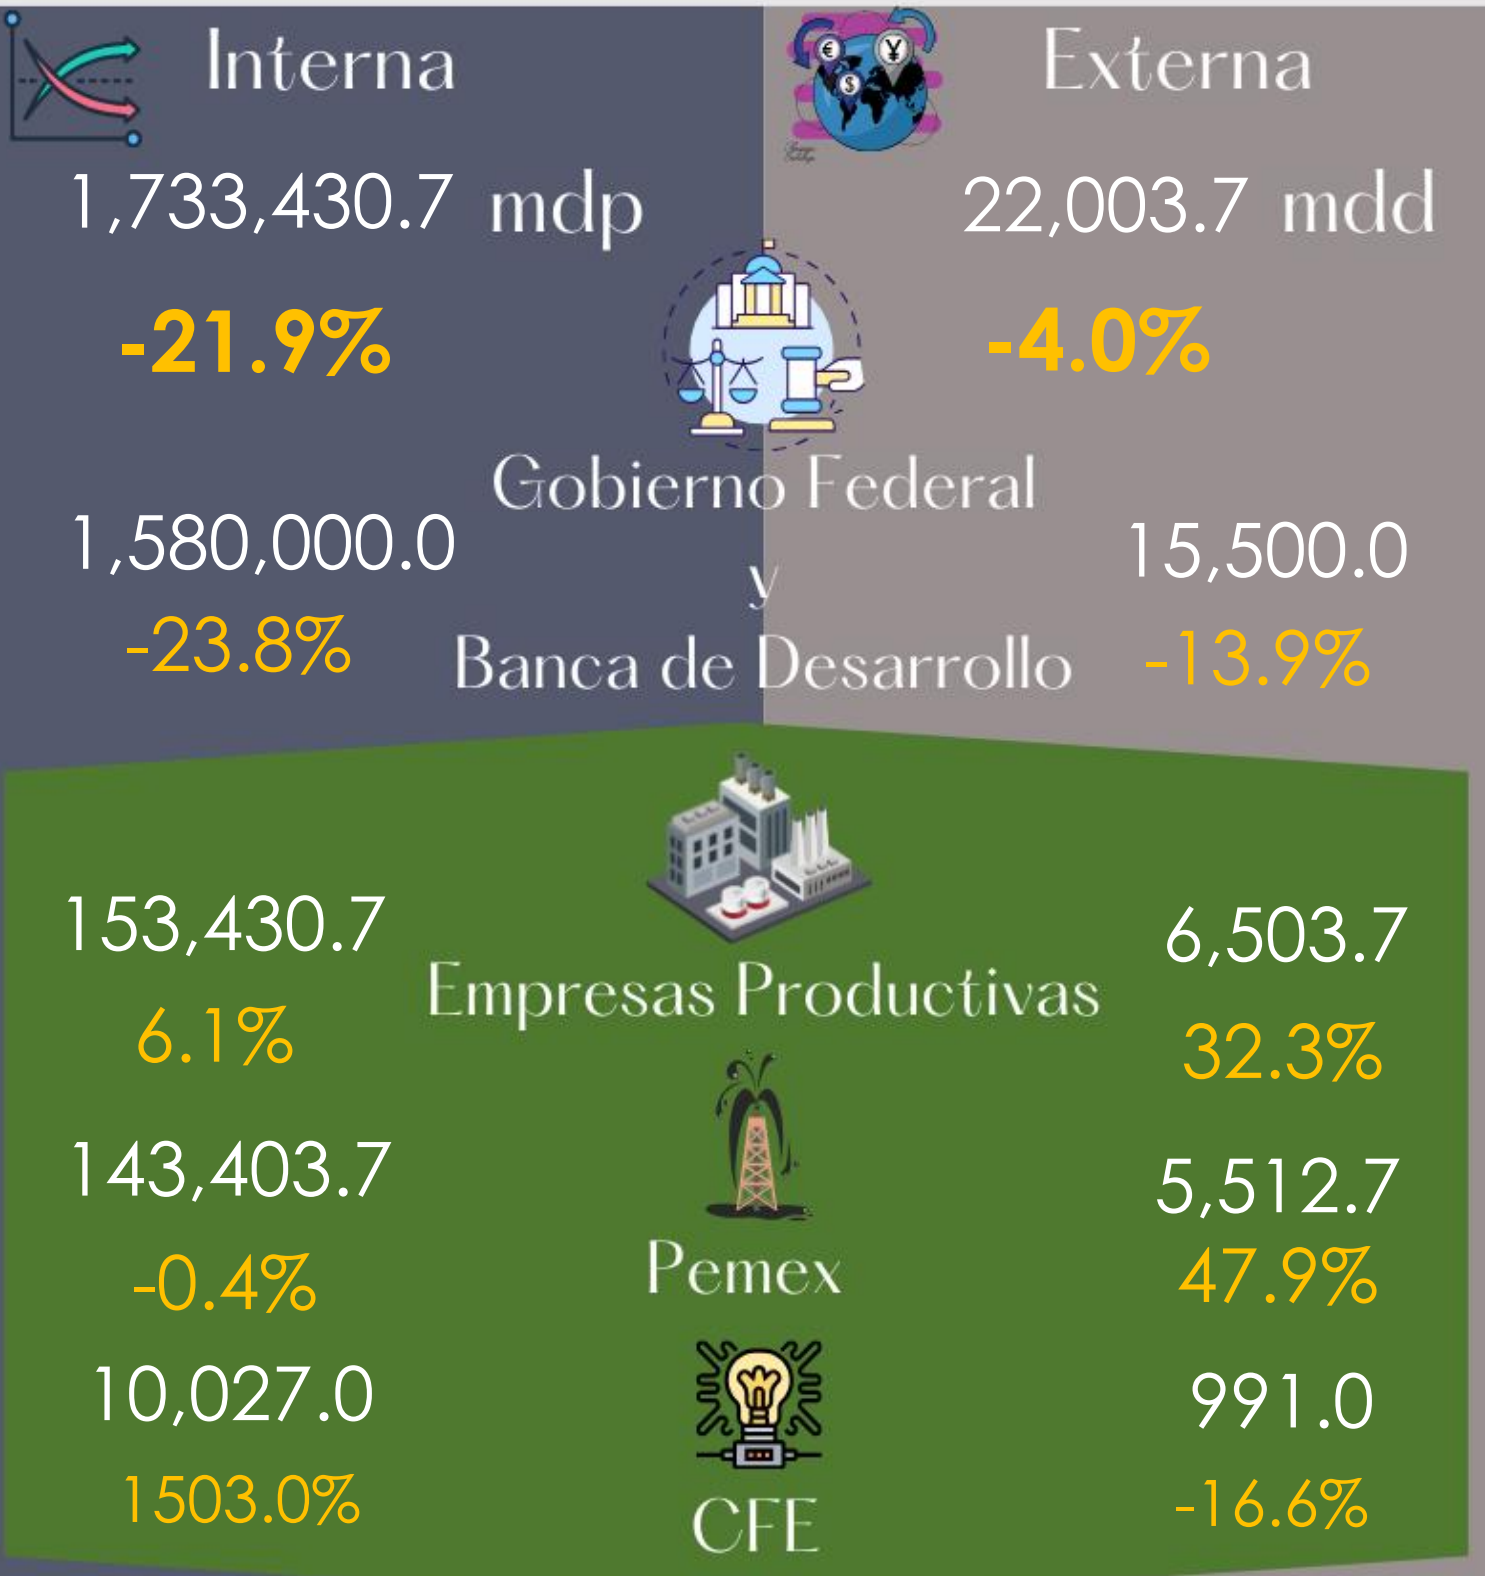 Interna
Externa
1,733,430.7 mdp
22,003.7 mdd
-21.9%
-4.0%
Gobierno Federal
y
Banca de Desarrollo
1,580,000.0
-23.8%
15,500.0
-13.9%
153,430.7
6.1%
Empresas Productivas
6,503.7
32.3%
143,403.7
-0.4%
Pemex
5,512.7
47.9%
10,027.0
1503.0%
CFE
991.0
-16.6%